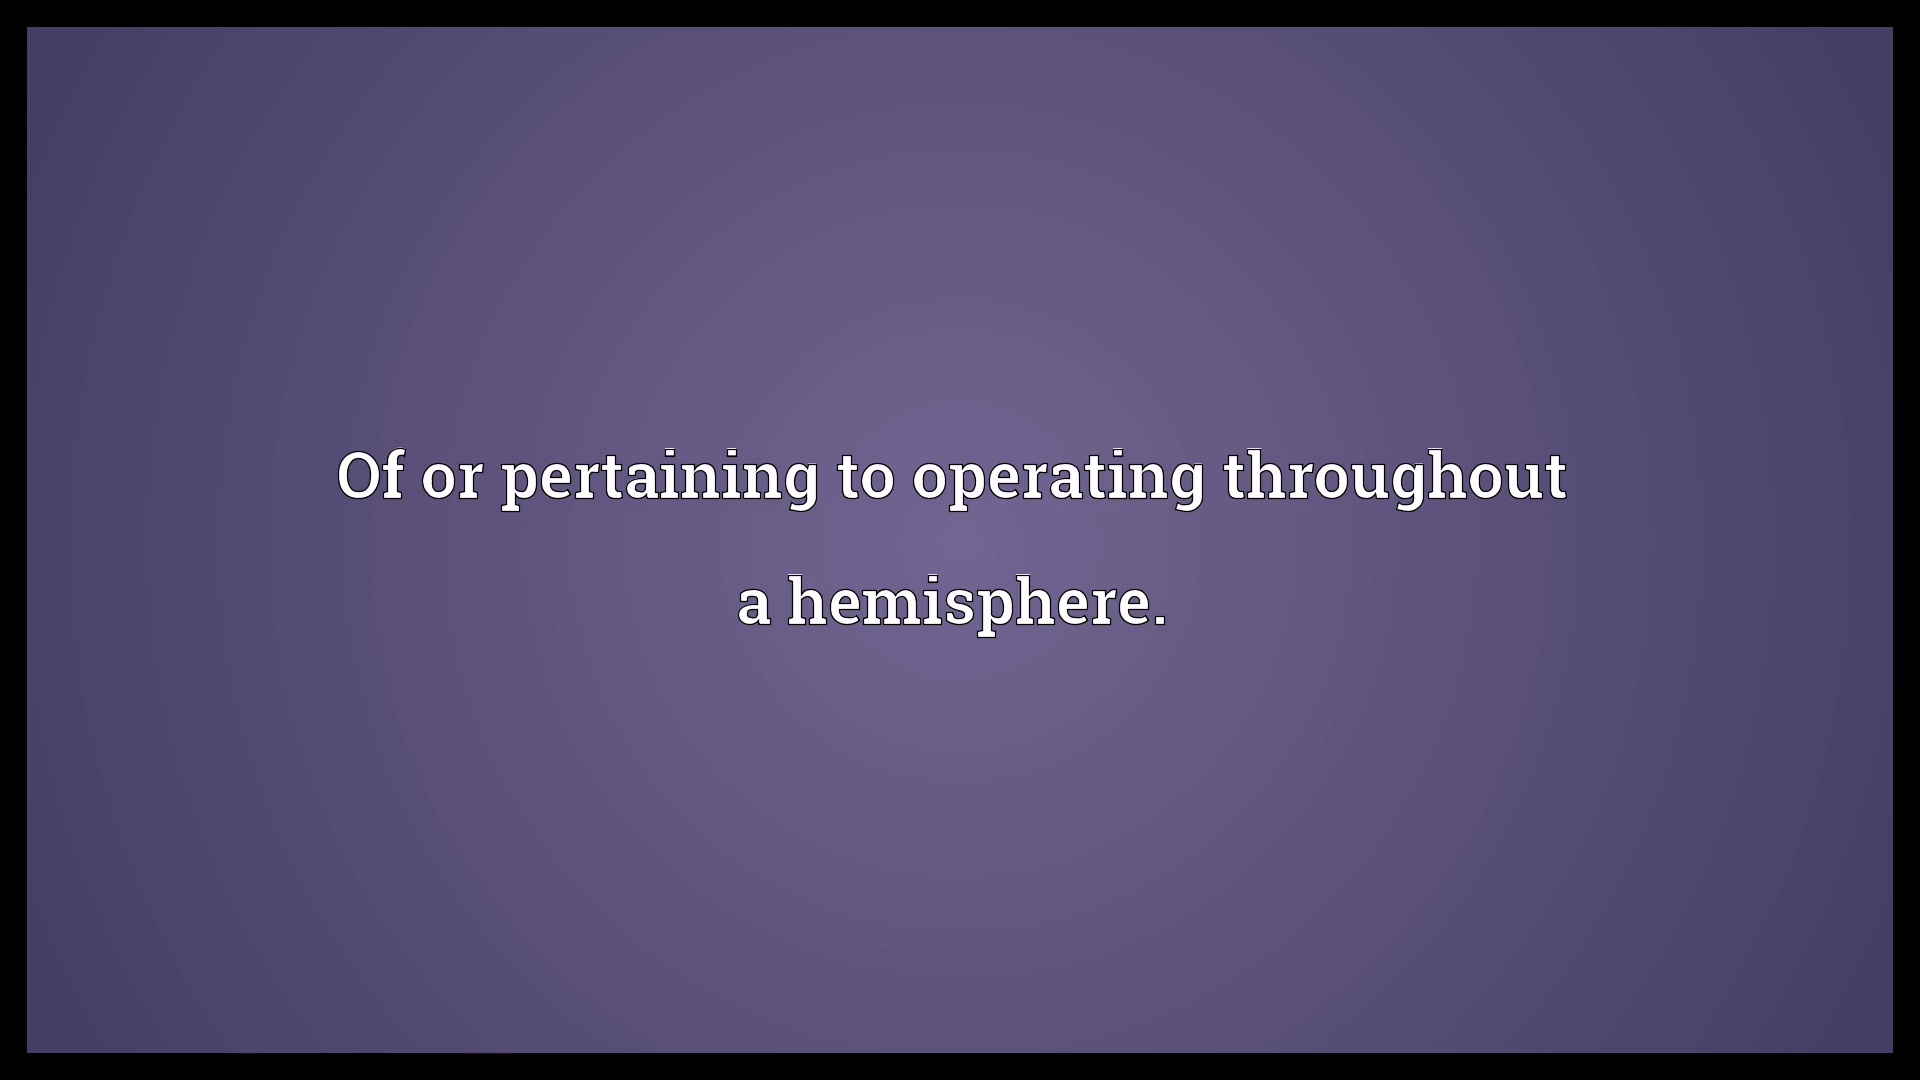 Of or pertaining to operating throughout
a hemisphere.